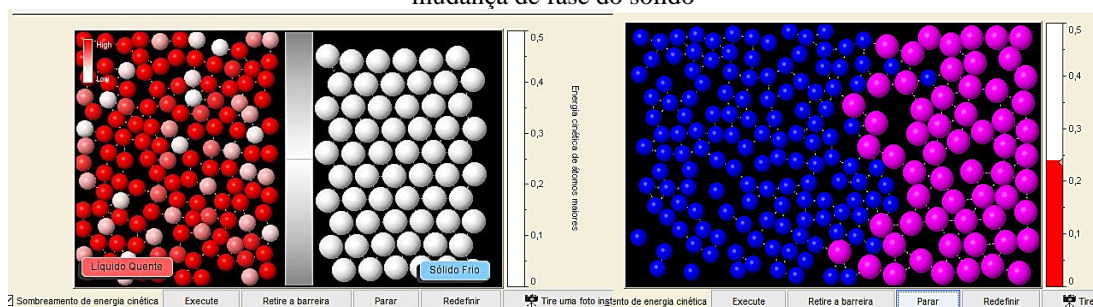 mudança de fase do sólido
High
Low
Líquido Quente
Sólido Frio
0,5
0,4
0,3
0,2
0,1
0
Energia cinética de átomos maiores
Sombreamento de energia cinética
Execute
Retire a barreira
Parar
Redefinir
Tire uma foto ins
0,5
0,4
0,3
0,2
0,1
0
tanto de energia cinética
Execute
Retire a barreira
Parar
Redefinir
Tire